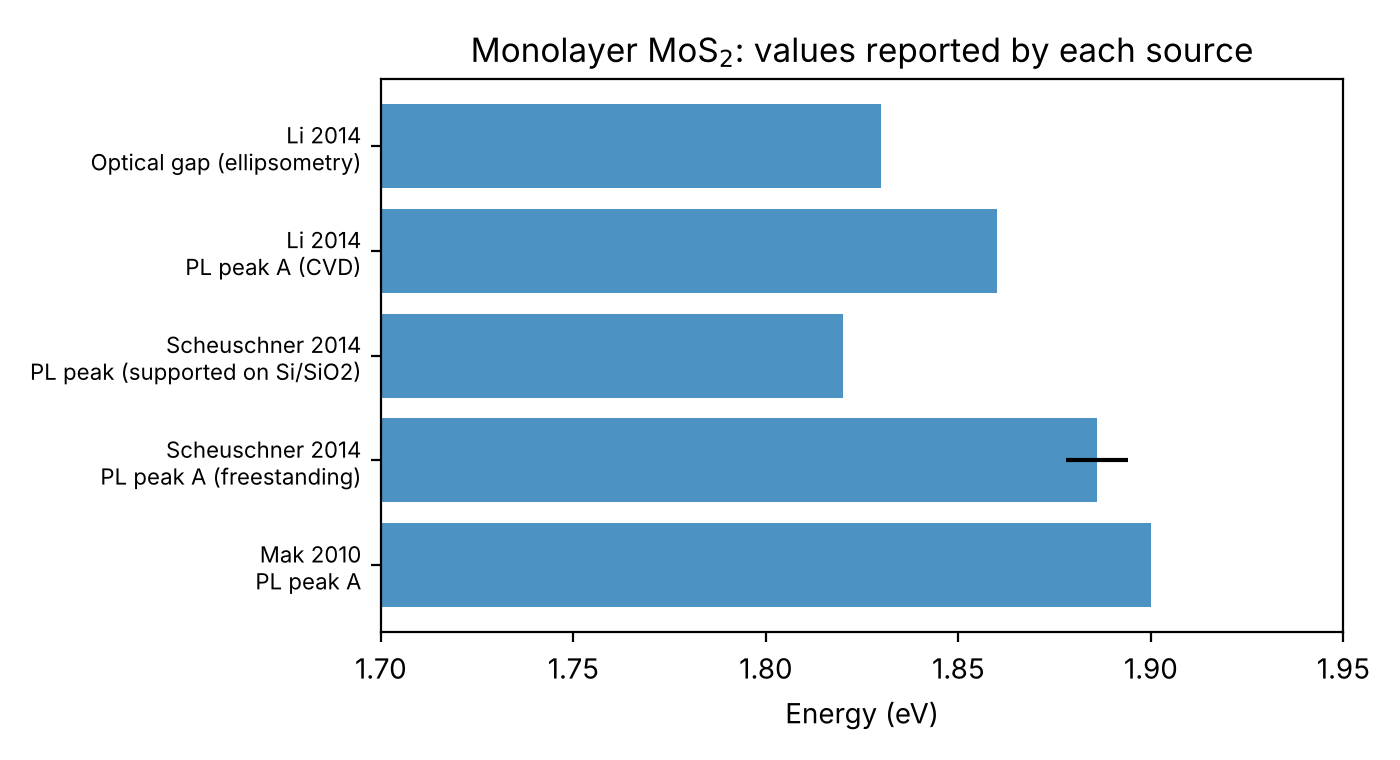 Monolayer MoS₂: values reported by each source
Li 2014
Optical gap (ellipsometry)
Li 2014
PL peak A (CVD)
Scheuschner 2014
PL peak (supported on Si/SiO2)
Scheuschner 2014
PL peak A (freestanding)
Mak 2010
PL peak A
1.70 1.75 1.80 1.85 1.90 1.95
Energy (eV)